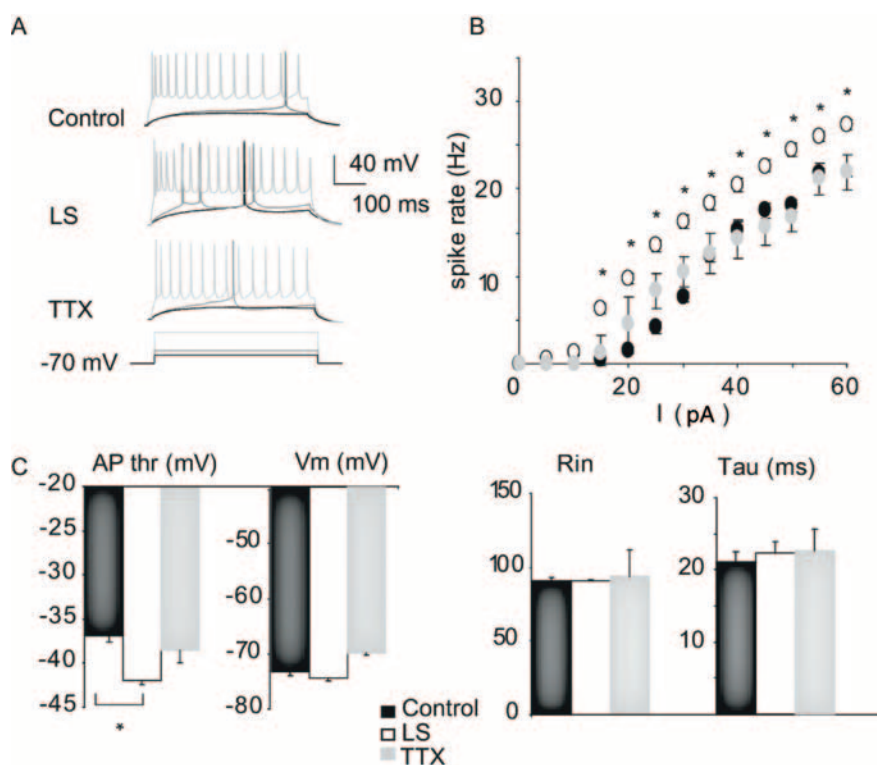 A
Control
LS
TTX
-70 mV
40 mV
100 ms
B
spike rate (Hz)
30
20
10
* * * * * * * * * *
0 20 40 60
I (pA)
C
AP thr (mV)
-20
-25
-30
-35
-40
-45
*
Vm (mV)
-50
-60
-70
-80
Control
LS
TTX
Rin
150
100
50
0
Tau (ms)
30
20
10